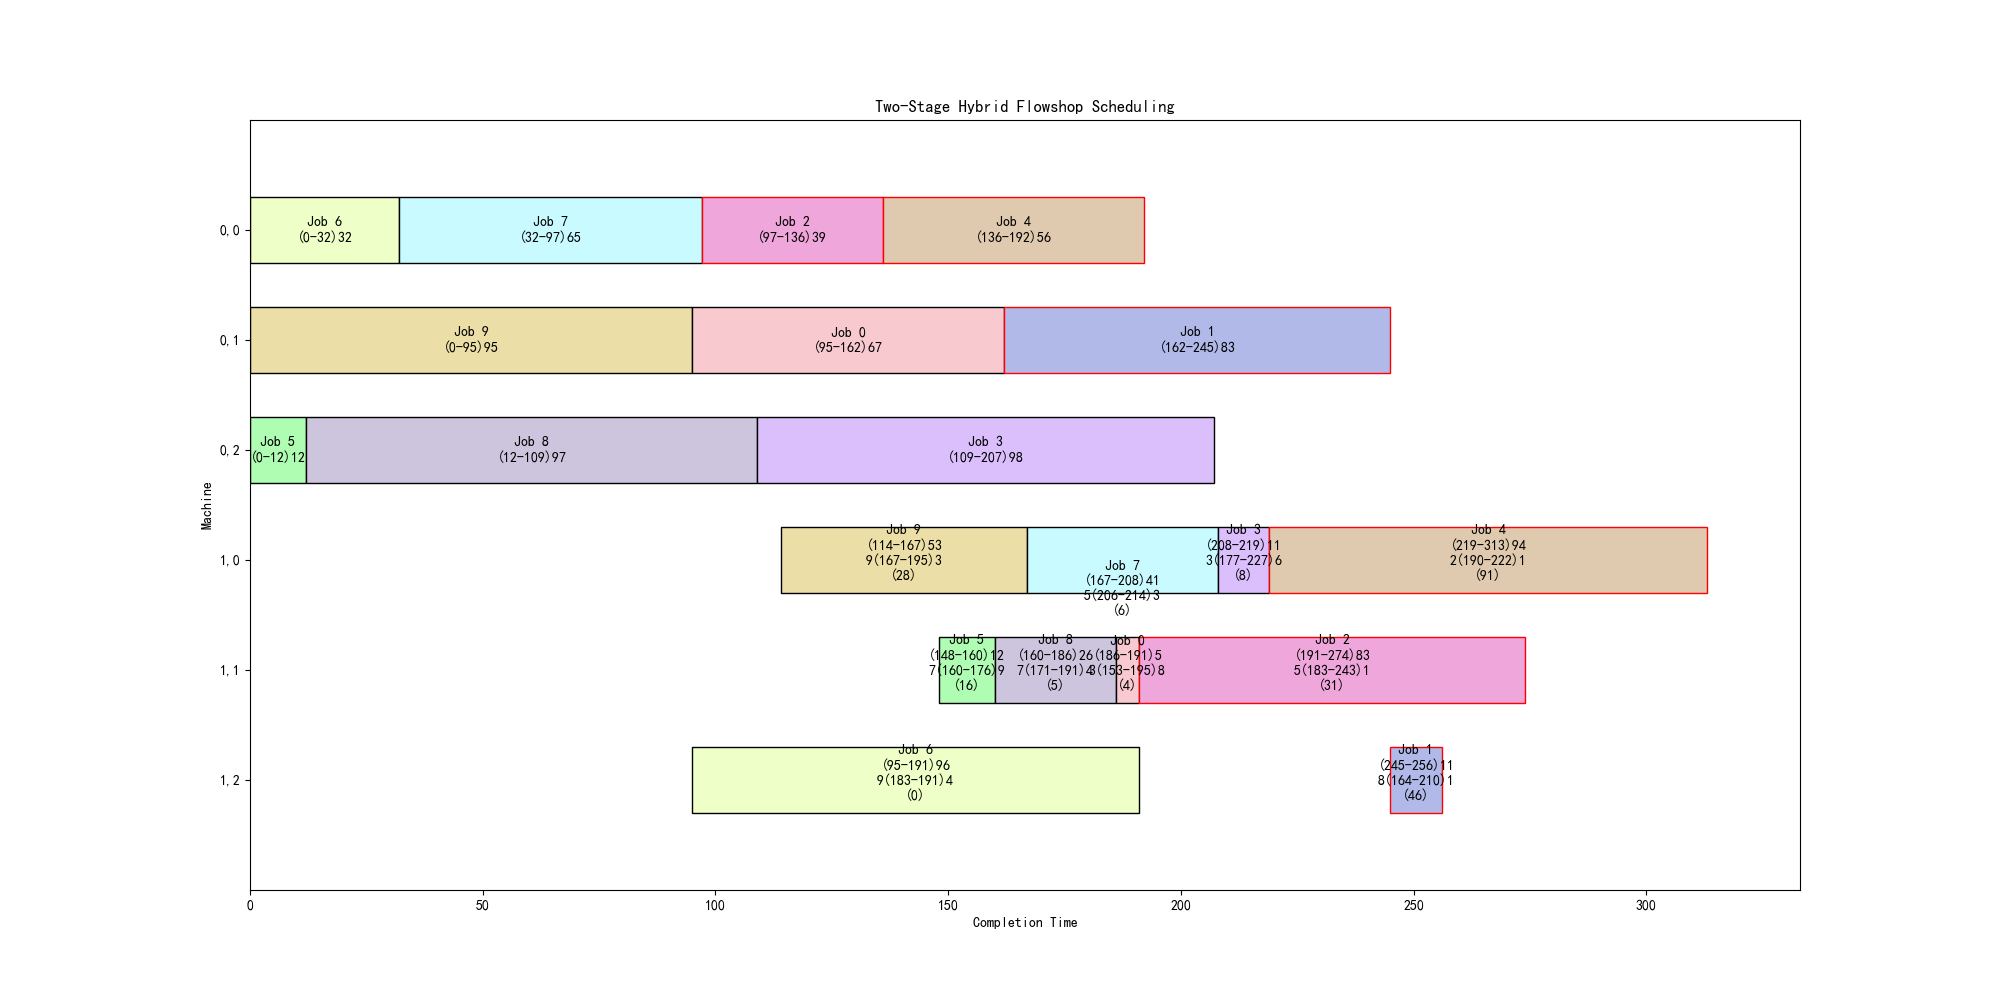 Two-Stage Hybrid Flowshop Scheduling
0,0
Job 6
(0-32)32
Job 7
(32-97)65
Job 2
(97-136)39
Job 4
(136-192)56
0,1
Job 9
(0-95)95
Job 0
(95-162)67
Job 1
(162-245)83
0,2
Job 5
(0-12)12
Job 8
(12-109)97
Job 3
(109-207)98
Machine
1,0
Job 9
(114-167)53
9(167-195)3
(28)
Job 7
(167-208)41
5(206-214)3
(6)
Job 3
(208-219)11
3(177-227)6
(8)
Job 4
(219-313)94
2(190-222)1
(91)
1,1
Job 5
(148-160)12
7(160-176)9
(16)
Job 8
(160-186)26
7(171-191)4
(5)
Job 0
(186-191)5
3(153-195)8
(4)
Job 2
(191-274)83
5(183-243)1
(31)
1,2
Job 6
(95-191)96
9(183-191)4
(0)
Job 1
(245-256)11
8(164-210)1
(46)
0
50
100
150
200
250
300
Completion Time